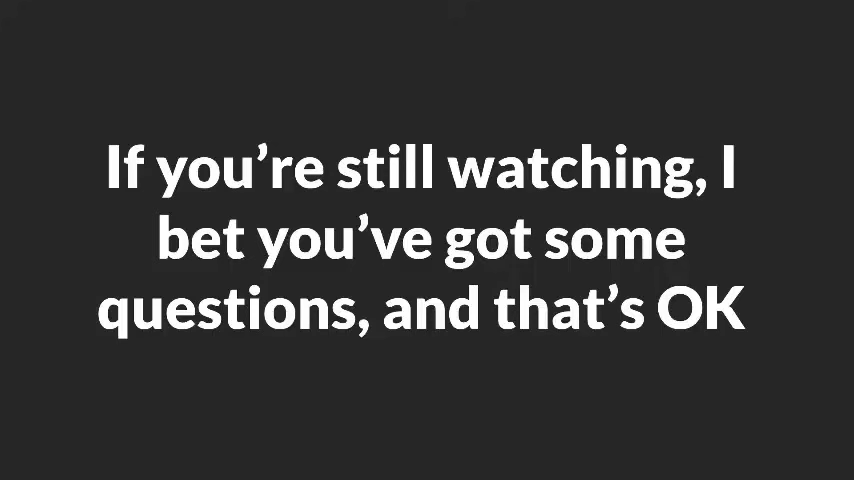 If you’re still watching, I
bet you’ve got some
questions, and that’s OK